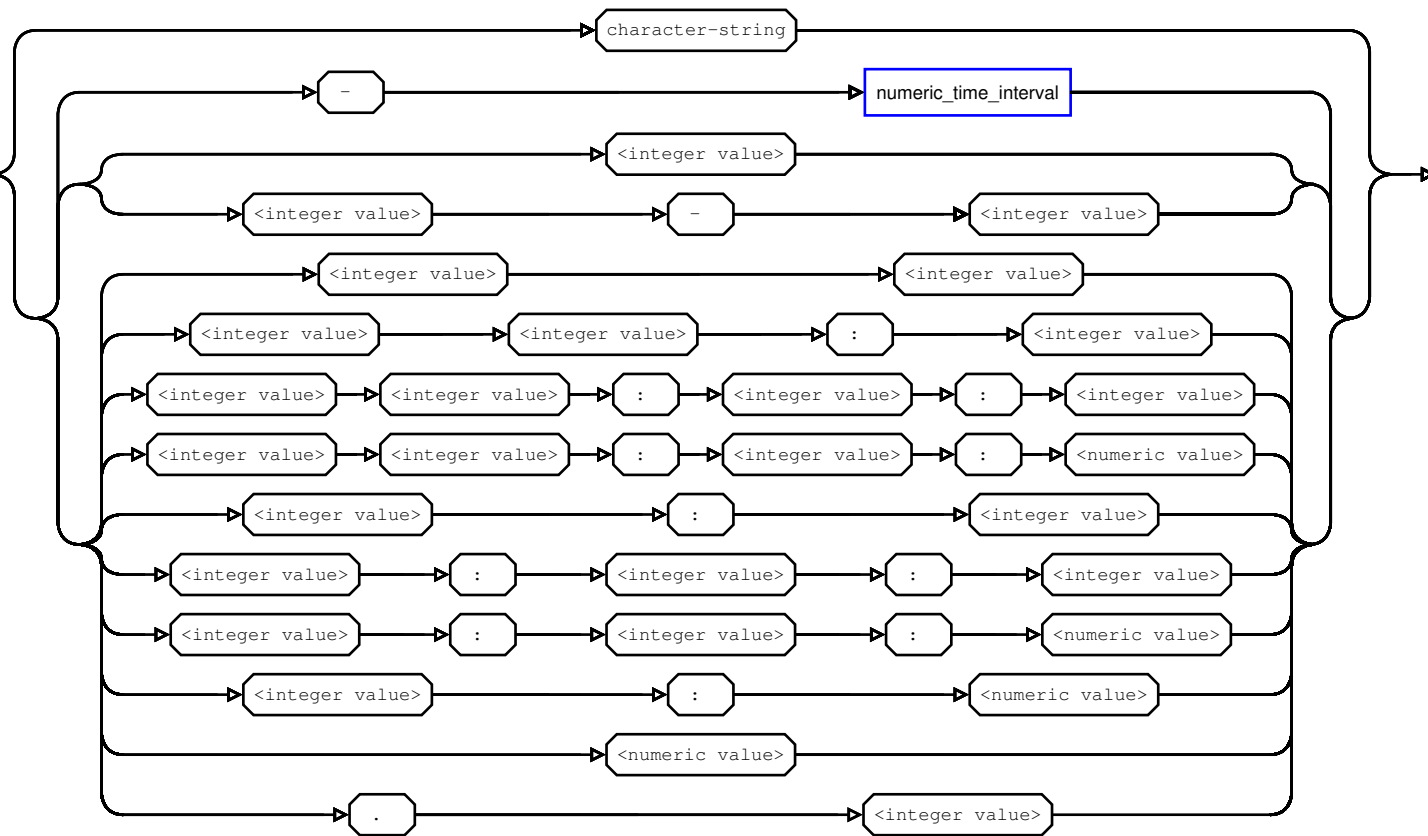 character-string
- numeric_time_interval
<integer value>
<integer value> - <integer value>
<integer value> <integer value>
<integer value> <integer value> : <integer value>
<integer value> <integer value> : <integer value> : <integer value>
<integer value> <integer value> : <integer value> : <numeric value>
<integer value> : <integer value>
<integer value> : <integer value> : <integer value>
<integer value> : <integer value> : <numeric value>
<integer value> : <numeric value>
<numeric value>
. <integer value>